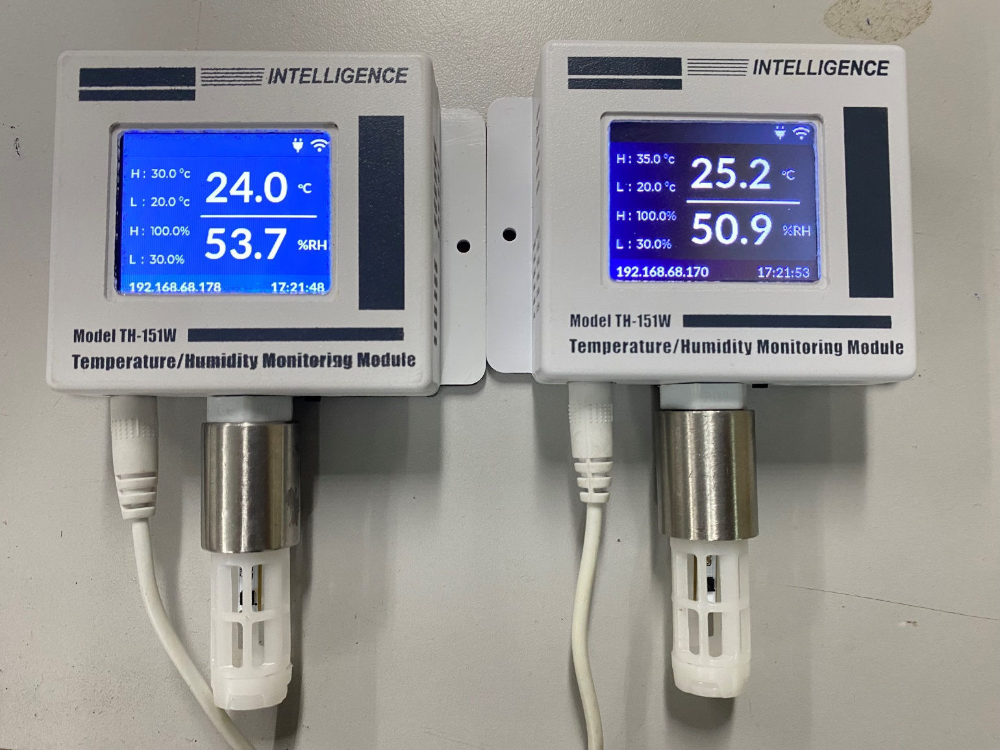 INTELLIGENCE
H : 30.0 °c
24.0 °C
L : 20.0 °c
H : 100.0%
53.7 %RH
L : 30.0%
192.168.68.178 17:21:48
Model TH-151W
Temperature/Humidity Monitoring Module
INTELLIGENCE
H : 35.0 °c
25.2 °C
L : 20.0 °c
H : 100.0%
50.9 %RH
L : 30.0%
192.168.68.170 17:21:53
Model TH-151W
Temperature/Humidity Monitoring Module